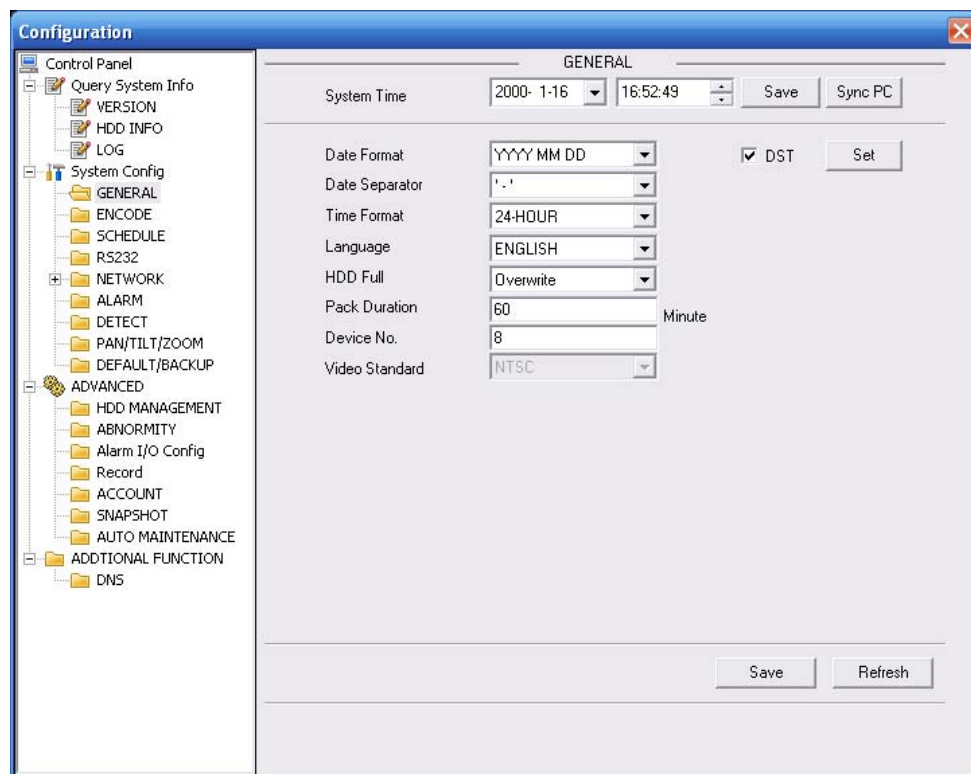 Configuration
Control Panel
Query System Info
VERSION
HDD INFO
LOG
System Config
GENERAL
ENCODE
SCHEDULE
RS232
NETWORK
ALARM
DETECT
PAN/TILT/ZOOM
DEFAULT/BACKUP
ADVANCED
HDD MANAGEMENT
ABNORMITY
Alarm I/O Config
Record
ACCOUNT
SNAPSHOT
AUTO MAINTENANCE
ADDTIONAL FUNCTION
DNS
GENERAL
System Time 2000- 1-16 16:52:49 Save Sync PC
Date Format YYYY MM DD DST Set
Date Separator '-'
Time Format 24-HOUR
Language ENGLISH
HDD Full Overwrite
Pack Duration 60 Minute
Device No. 8
Video Standard NTSC
Save Refresh